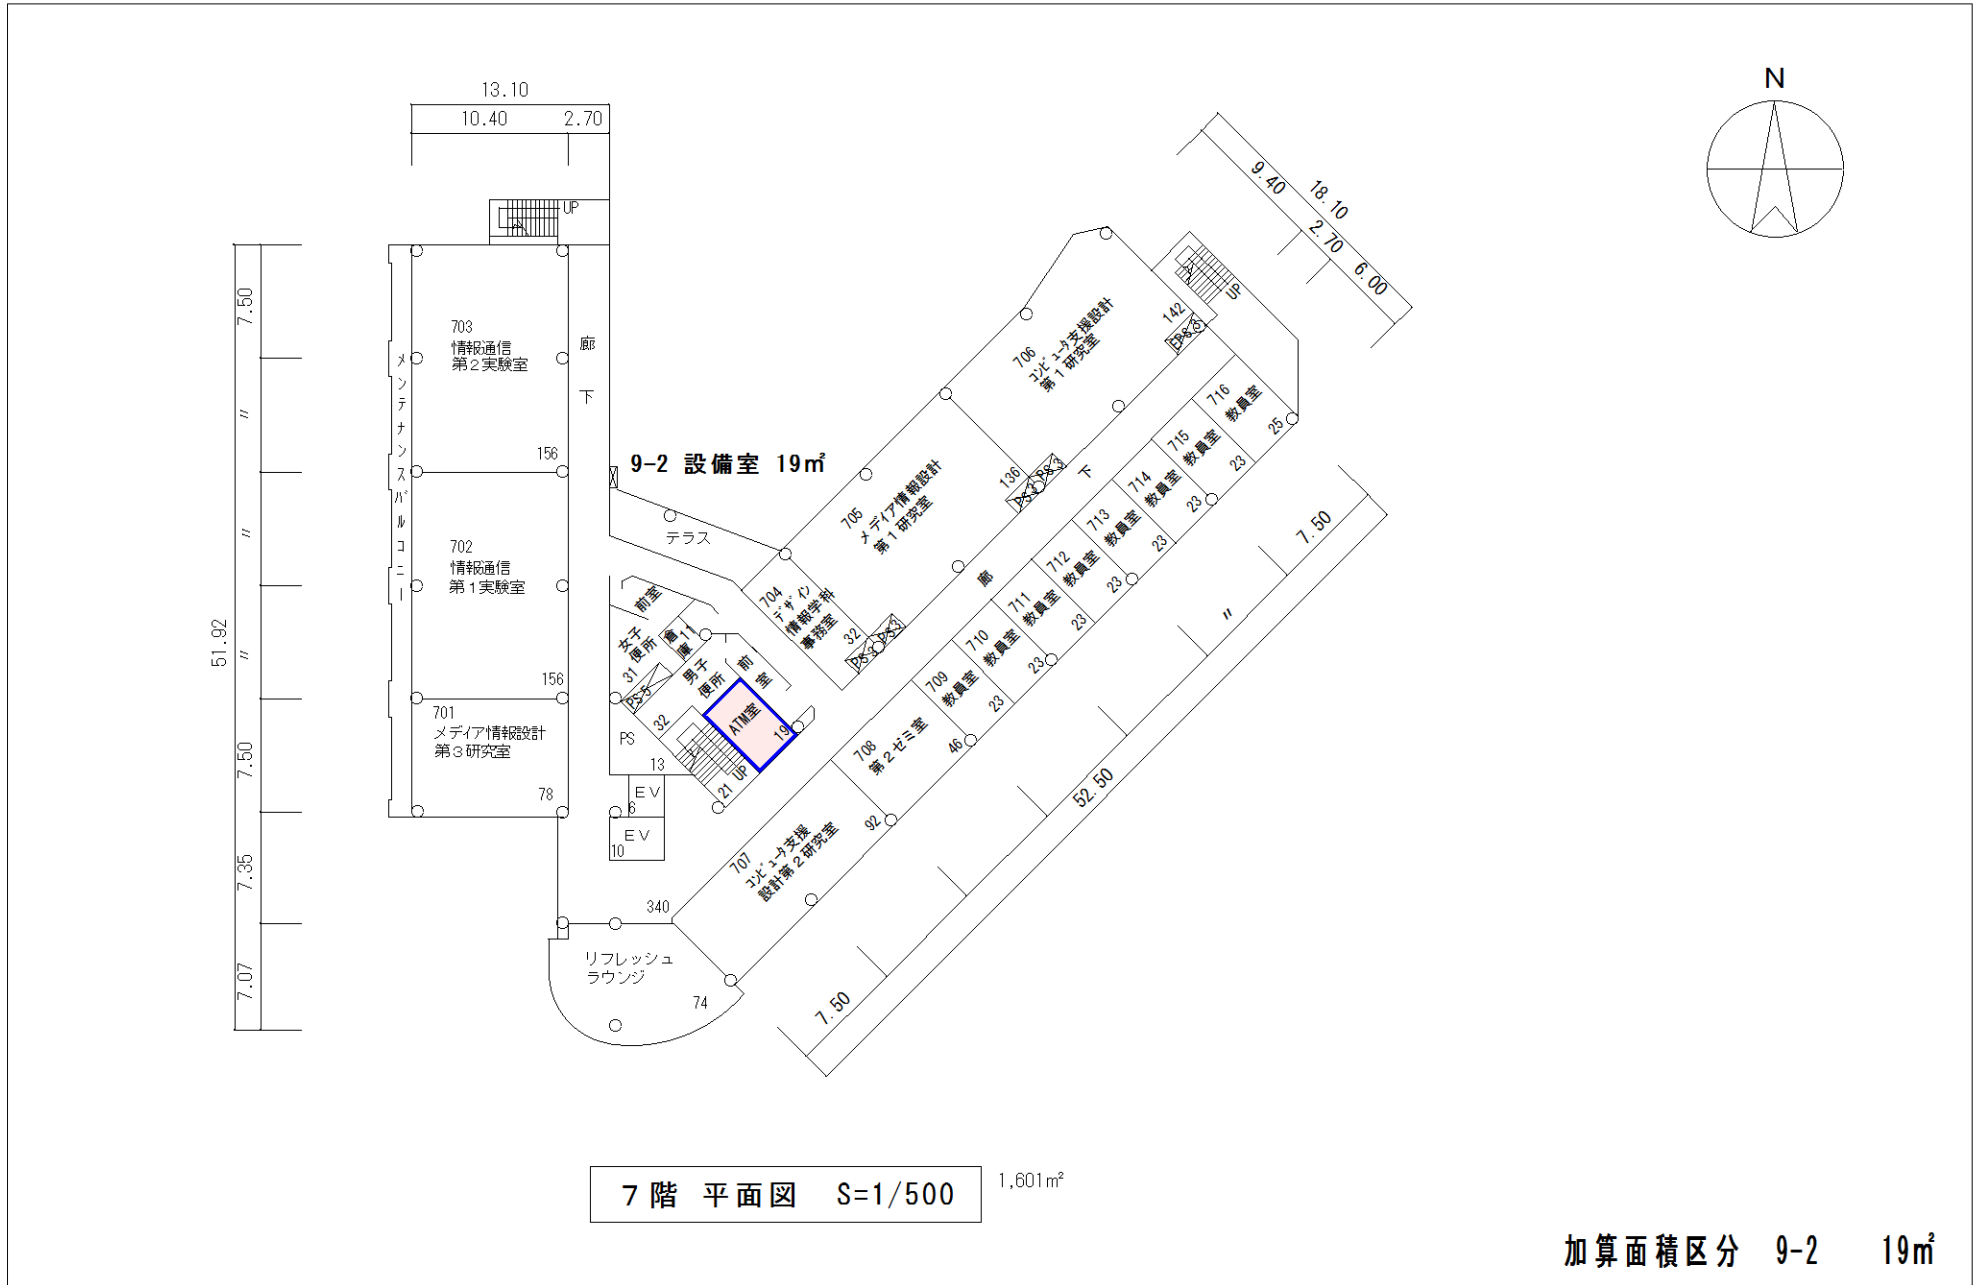 N
13.10
10.40
2.70
UP
9.40
18.10
2.70
6.00
7.50
〃
〃
〃
7.50
7.35
7.07
51.92
メンテナンスバルコニー
703
情報通信
第2実験室
156
廊
下
702
情報通信
第1実験室
156
701
メディア情報設計
第3研究室
78
9-2 設備室 19㎡
テラス
前室
女子
便所
31
倉庫
11
PS 5
男子
便所
32
前
室
ATM室
19
PS
13
UP
21
EV
6
EV
10
340
リフレッシュ
ラウンジ
74
704
デザイン
情報学科
事務室
32
PS 3
PS3
705
メディア情報設計
第1研究室
136
PS3
PS3
706
コンピュータ支援設計
第1研究室
142
EPS 3
UP
廊
下
707
コンピュータ支援
設計第2研究室
92
708
第2ゼミ室
46
709
教員室
23
710
教員室
23
711
教員室
23
712
教員室
23
713
教員室
23
714
教員室
23
715
教員室
23
716
教員室
25
7.50
〃
52.50
7.50
7階 平面図 S=1/500
1,601㎡
加算面積区分 9-2 19㎡